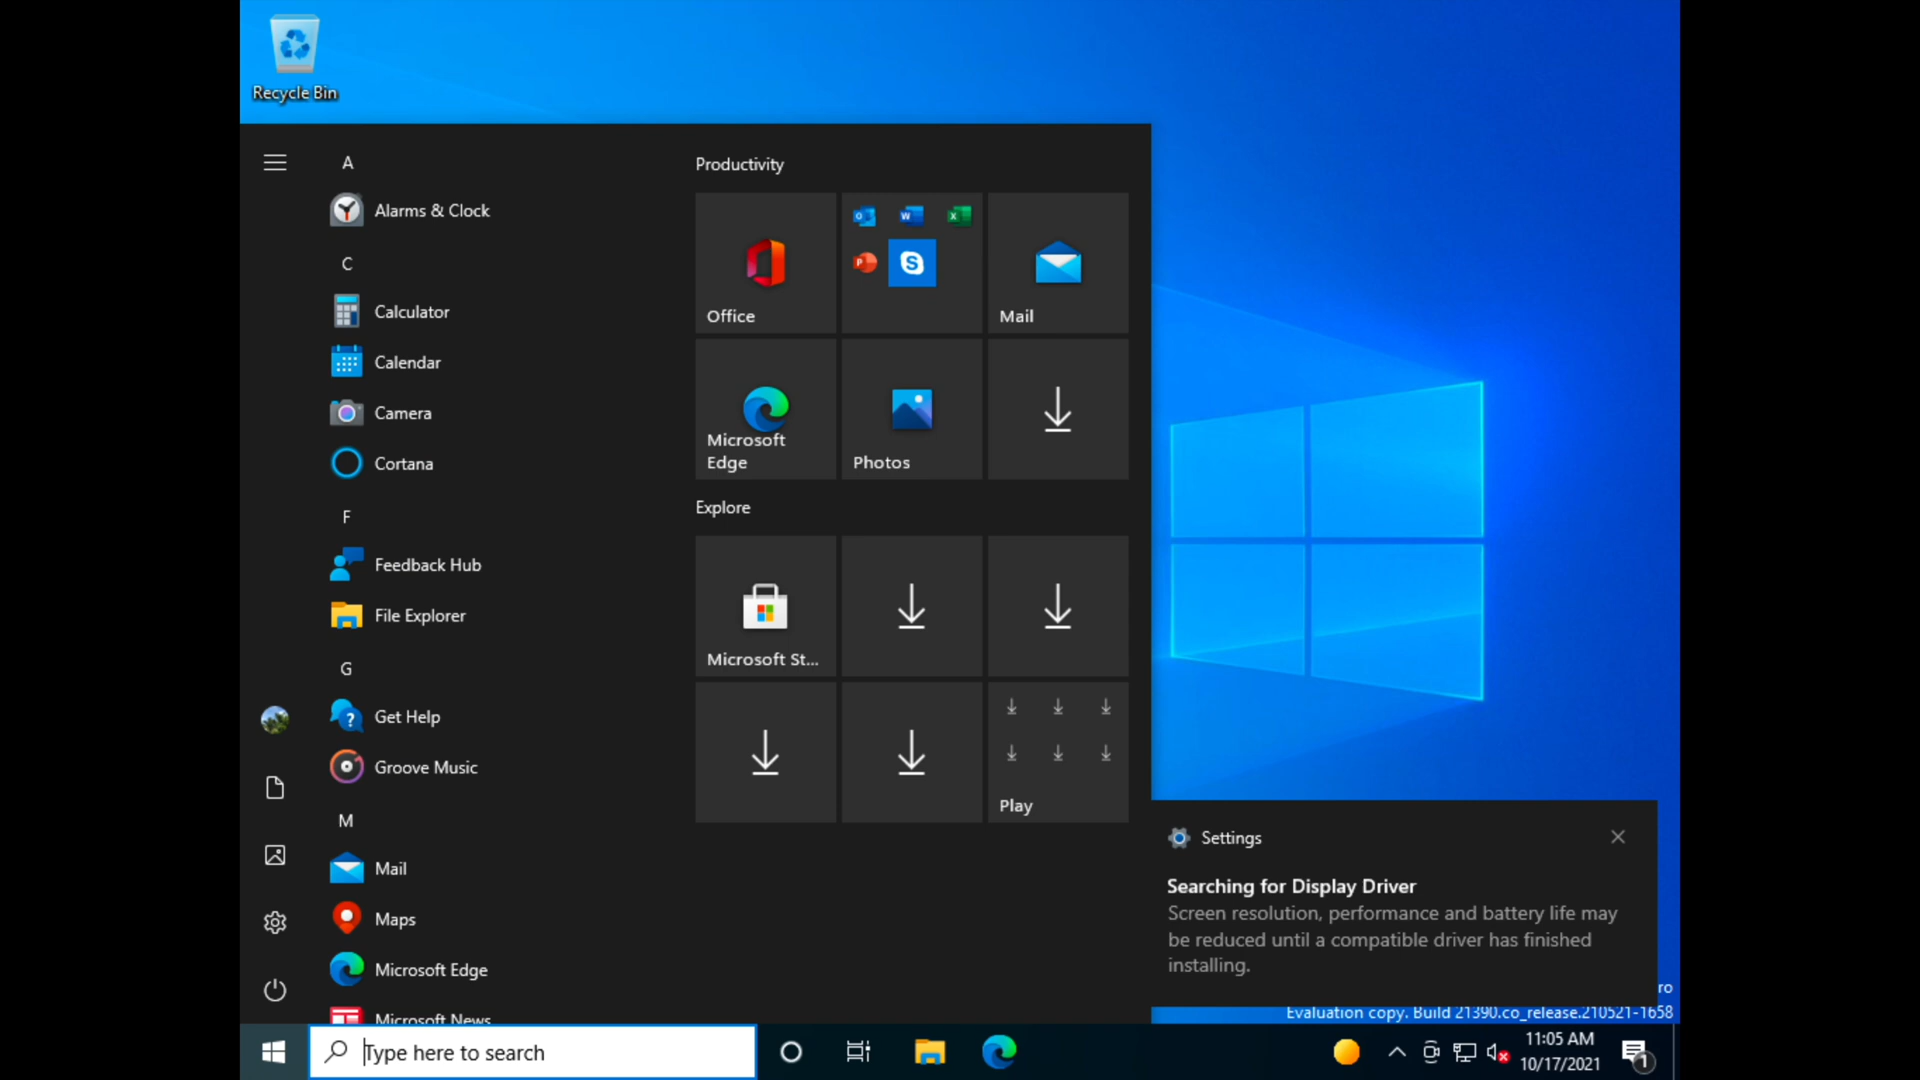 Recycle Bin
A
Alarms & Clock
C
Calculator
Calendar
Camera
Cortana
F
Feedback Hub
File Explorer
G
Get Help
Groove Music
M
Mail
Maps
Microsoft Edge
Microsoft News
Productivity
Office
Mail
Microsoft
Edge
Photos
Explore
Microsoft St...
Play
Settings
Searching for Display Driver
Screen resolution, performance and battery life may
be reduced until a compatible driver has finished
installing.
ro
Evaluation copy. Build 21390.co_release.210521-1658
Type here to search
11:05 AM
10/17/2021
1